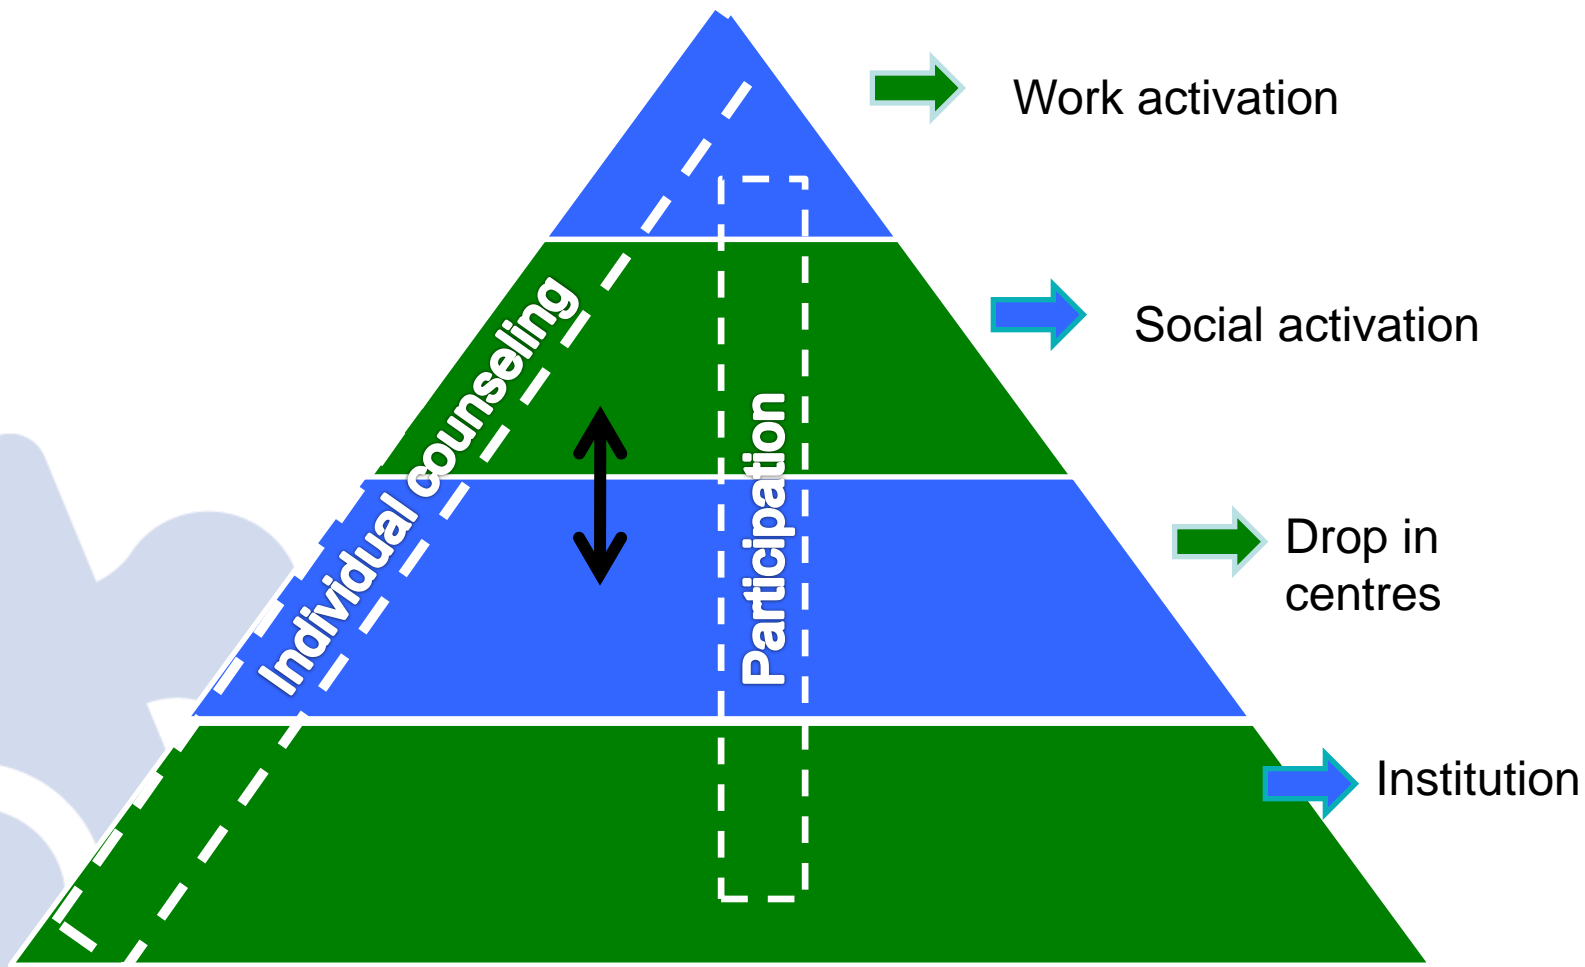 Work activation
Social activation
Individual counseling
Participation
Drop in
centres
Institution